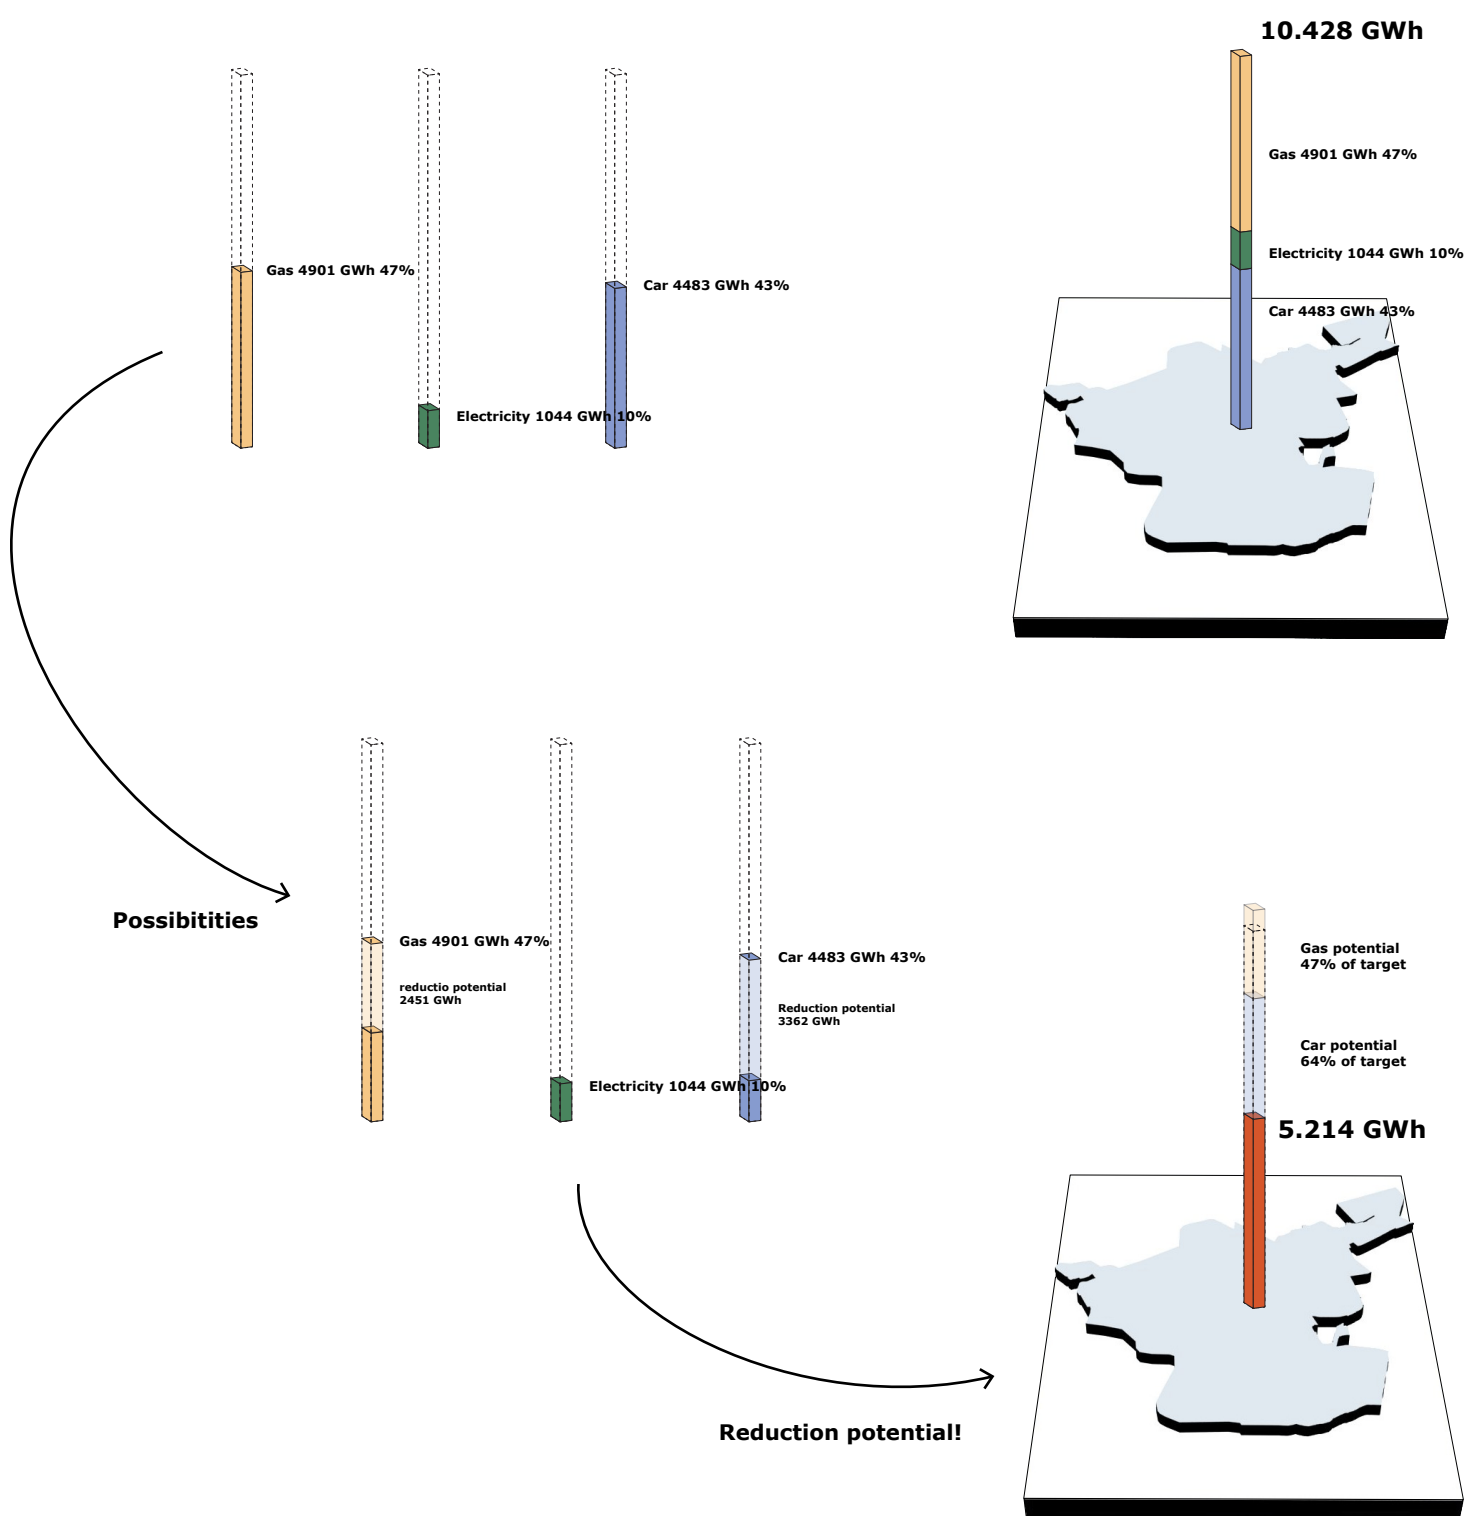 10.428 GWh
Gas 4901 GWh 47%
Electricity 1044 GWh 10%
Car 4483 GWh 43%
Gas 4901 GWh 47%
Electricity 1044 GWh 10%
Car 4483 GWh 43%
Possibitities
Gas 4901 GWh 47%
reductio potential
2451 GWh
Electricity 1044 GWh 10%
Car 4483 GWh 43%
Reduction potential
3362 GWh
Gas potential
47% of target
Car potential
64% of target
5.214 GWh
Reduction potential!